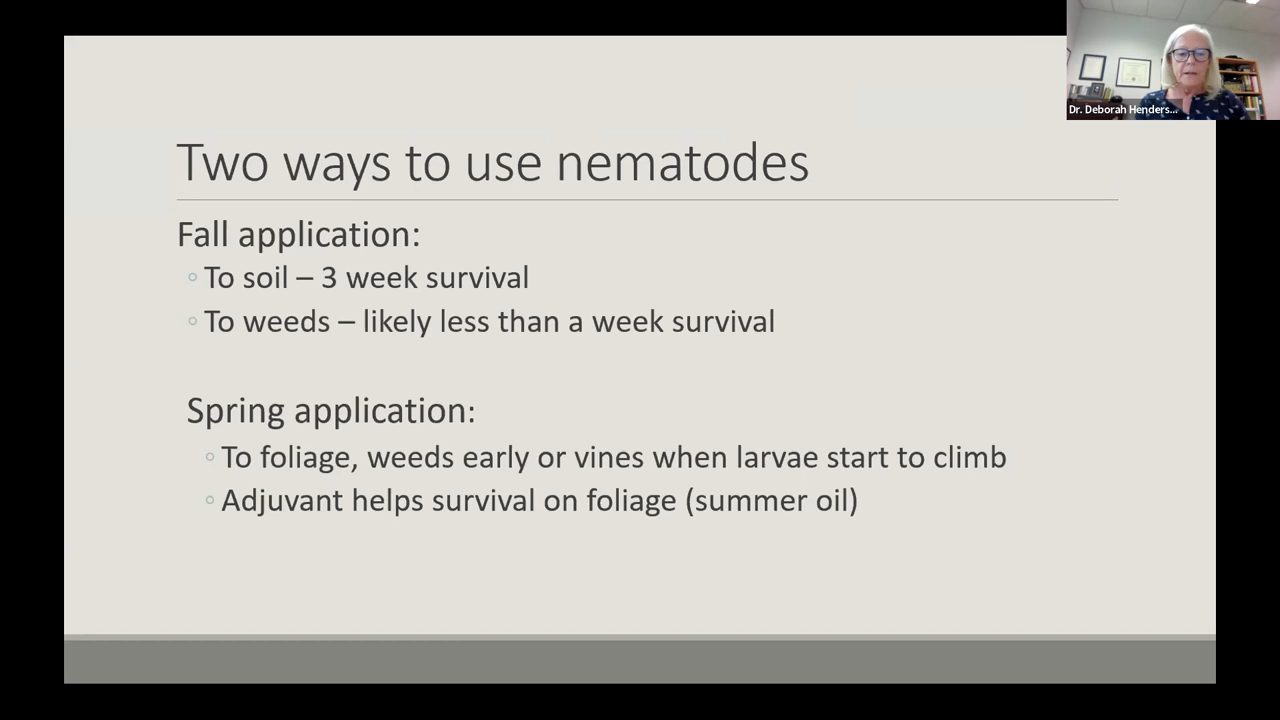 Dr. Deborah Henders...
Two ways to use nematodes
Fall application:
◦ To soil – 3 week survival
◦ To weeds – likely less than a week survival
Spring application:
◦ To foliage, weeds early or vines when larvae start to climb
◦ Adjuvant helps survival on foliage (summer oil)